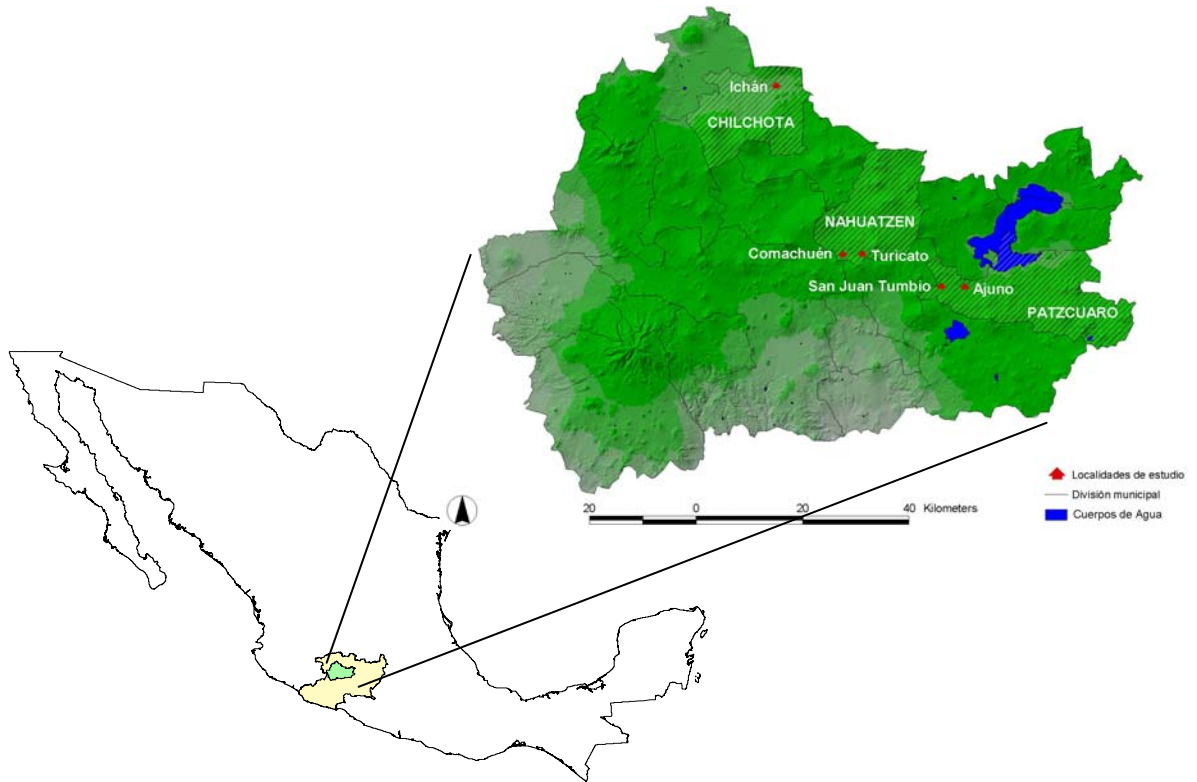 Ichán
CHILCHOTA
NAHUATZEN
Comachuén Turicato
San Juan Tumbio Ajuno
PATZCUARO
Localidades de estudio
División municipal
Cuerpos de Agua
20 0 20 40 Kilometers